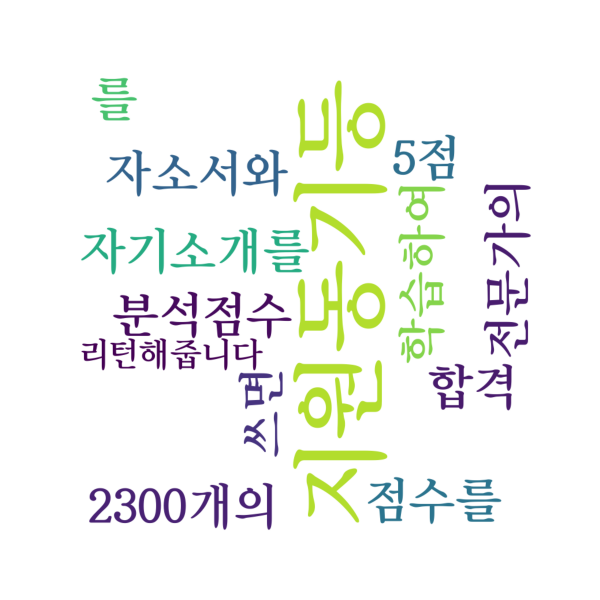 를
자소서와
5점
자기소개를
지원동기등
학습하여
전문가의
분석점수
리턴해줍니다
쓰면
합격
2300개의
점수를